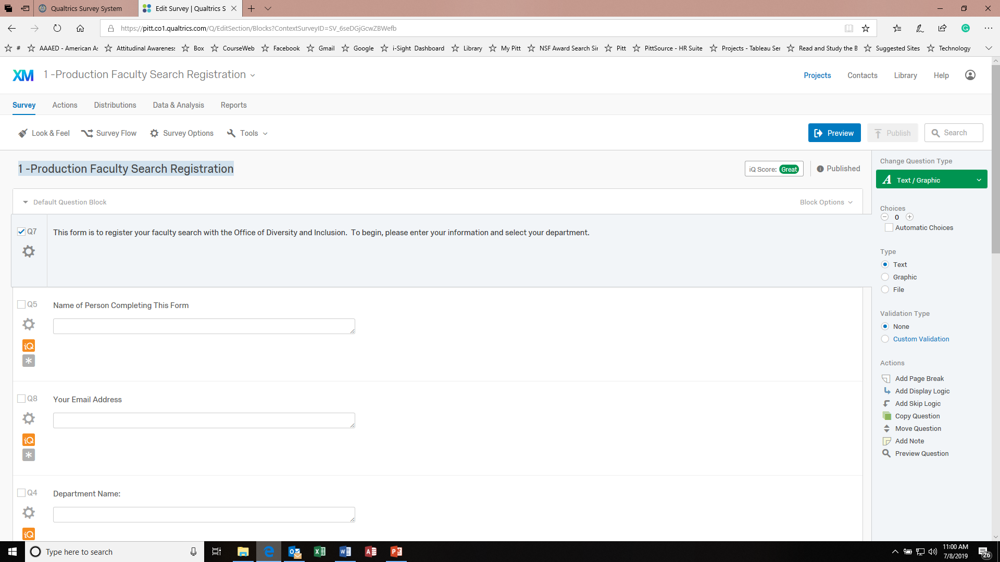 Qualtrics Survey System
Edit Survey | Qualtrics S
https://pitt.co1.qualtrics.com/Q/EditSection/Blocks?ContextSurveyID=SV_6seDGjGcwZBWefb
# AAAED - American A Attitudinal Awareness Box CourseWeb Facebook Gmail Google i-Sight Dashboard Library My Pitt NSF Award Search Sir Pitt PittSource - HR Suite Projects - Tableau Ser Read and Study the B Suggested Sites Technology
XM 1 -Production Faculty Search Registration
Projects Contacts Library Help
Survey Actions Distributions Data & Analysis Reports
Look & Feel Survey Flow Survey Options Tools
Preview Publish Search
1 -Production Faculty Search Registration
iQ Score: Great Published
Default Question Block
Block Options
Q7 This form is to register your faculty search with the Office of Diversity and Inclusion.  To begin, please enter your information and select your department.
Q5 Name of Person Completing This Form
iQ
*
Q8 Your Email Address
iQ
*
Q4 Department Name:
iQ
Change Question Type
A Text / Graphic
Choices
0
Automatic Choices
Type
Text
Graphic
File
Validation Type
None
Custom Validation
Actions
Add Page Break
Add Display Logic
Add Skip Logic
Copy Question
Move Question
Add Note
Preview Question
Type here to search
11:00 AM
7/8/2019
26